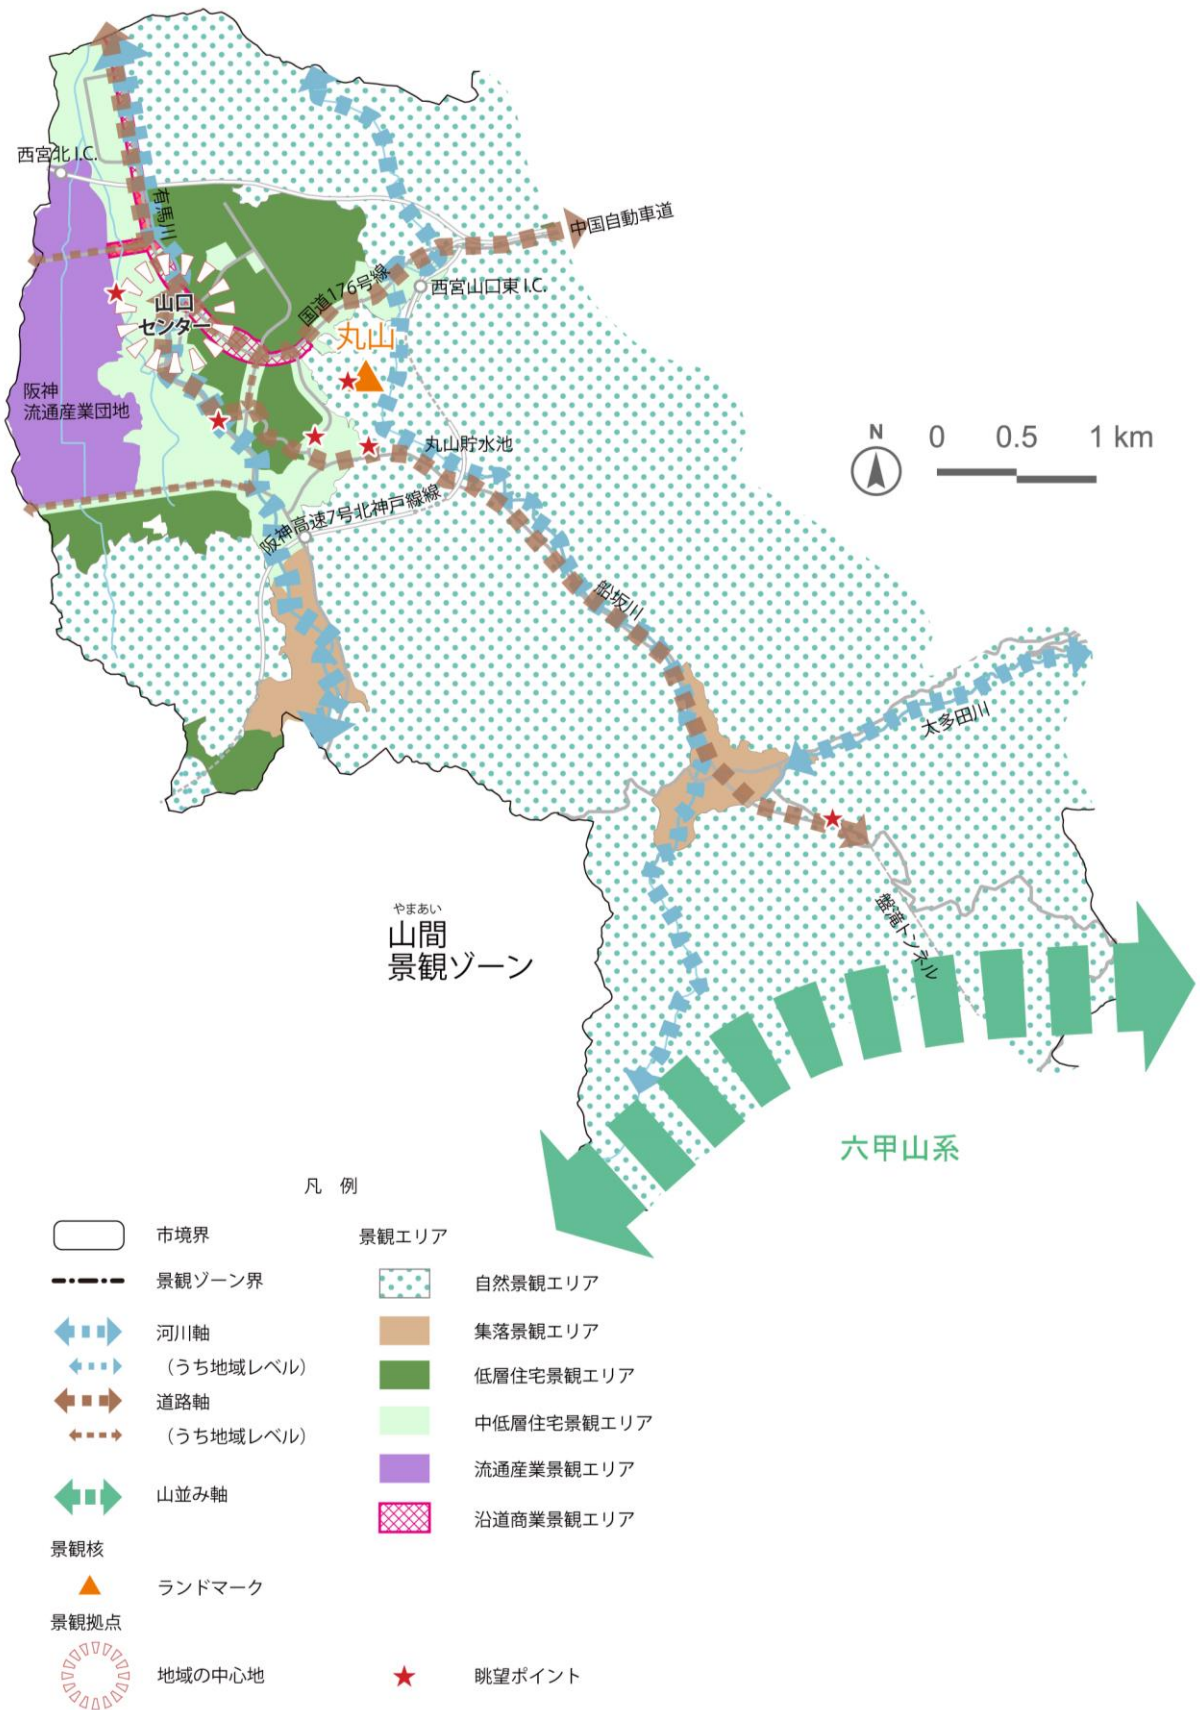 西宮北 I.C.
有馬川
中国自動車道
国道176号線
西宮山口東 I.C.
山口
センター
丸山
阪神
流通産業団地
丸山貯水池
N
0 0.5 1 km
阪神高速7号北神戸線線
船坂川
太多田川
盤滝トンネル
やまあい
山間
景観ゾーン
六甲山系
凡 例
市境界
景観ゾーン界
河川軸
（うち地域レベル）
道路軸
（うち地域レベル）
山並み軸
景観核
ランドマーク
景観拠点
地域の中心地
景観エリア
自然景観エリア
集落景観エリア
低層住宅景観エリア
中低層住宅景観エリア
流通産業景観エリア
沿道商業景観エリア
眺望ポイント